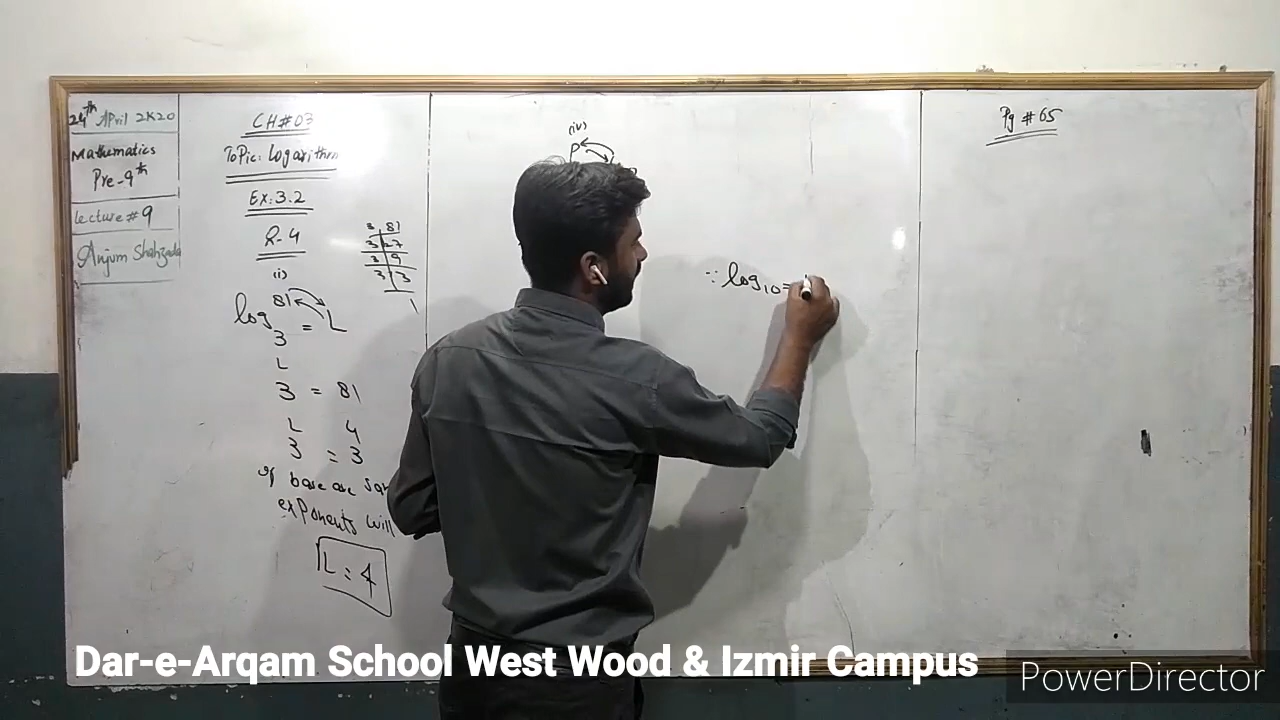 24th April 2K20
Mathematics
Pre-9th
Lecture # 9
Anjum Shahzada
CH#03
Topic: Logarithm
Ex: 3.2
Q-4
(i)
log 81 = L
3
L
3 = 81
L 4
3 = 3
if base are
exponents will
L = 4
3 81
3 27
3 9
3 3
1
(iv)
P
∵ log10 =
Pg # 65
Dar-e-Arqam School West Wood & Izmir Campus
PowerDirector